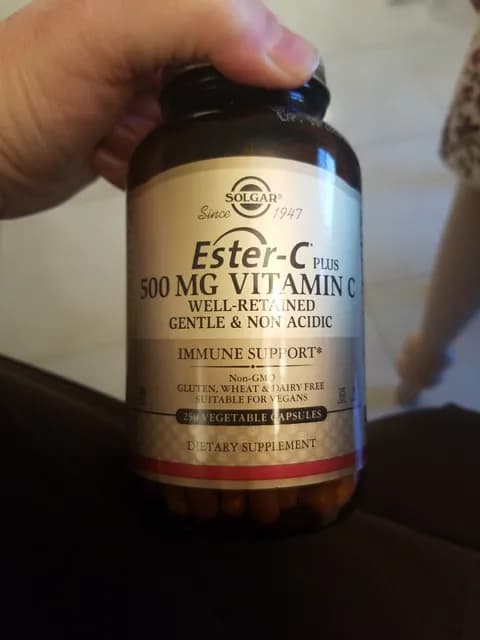 SOLGAR®
Since 1947
Ester-C® PLUS
500 MG VITAMIN C
WELL-RETAINED
GENTLE & NON ACIDIC
IMMUNE SUPPORT*
NON-GMO
GLUTEN, WHEAT & DAIRY FREE
SUITABLE FOR VEGANS
250 VEGETABLE CAPSULES
DIETARY SUPPLEMENT